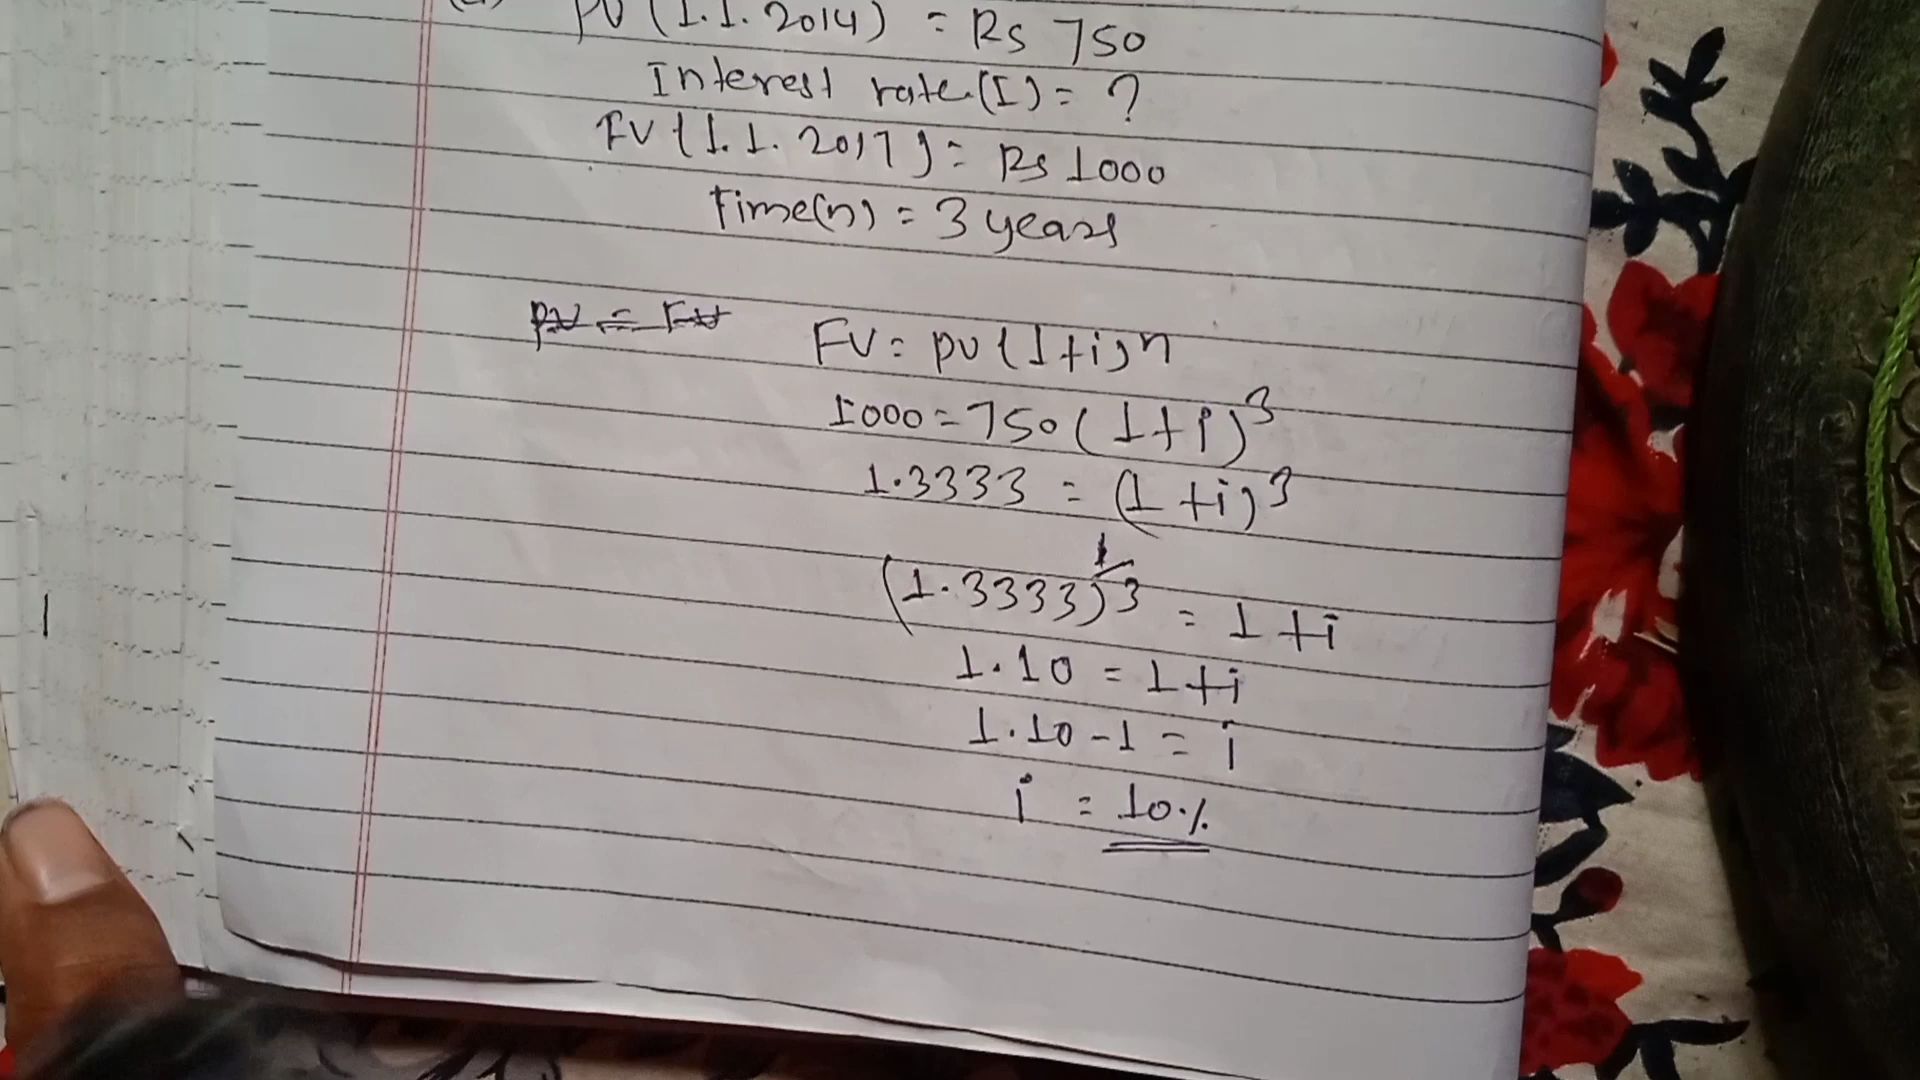 PV (1.1.2014) = Rs 750
Interest rate(I) = ?
FV (1.1.2017) = Rs 1000
Time(n) = 3 years
PV = FV
FV = PV (1+i)n
1000 = 750 (1+i)³
1.3333 = (1+i)³
(1.3333)^1/3 = 1+i
1.10 = 1+i
1.10 - 1 = i
i = 10%